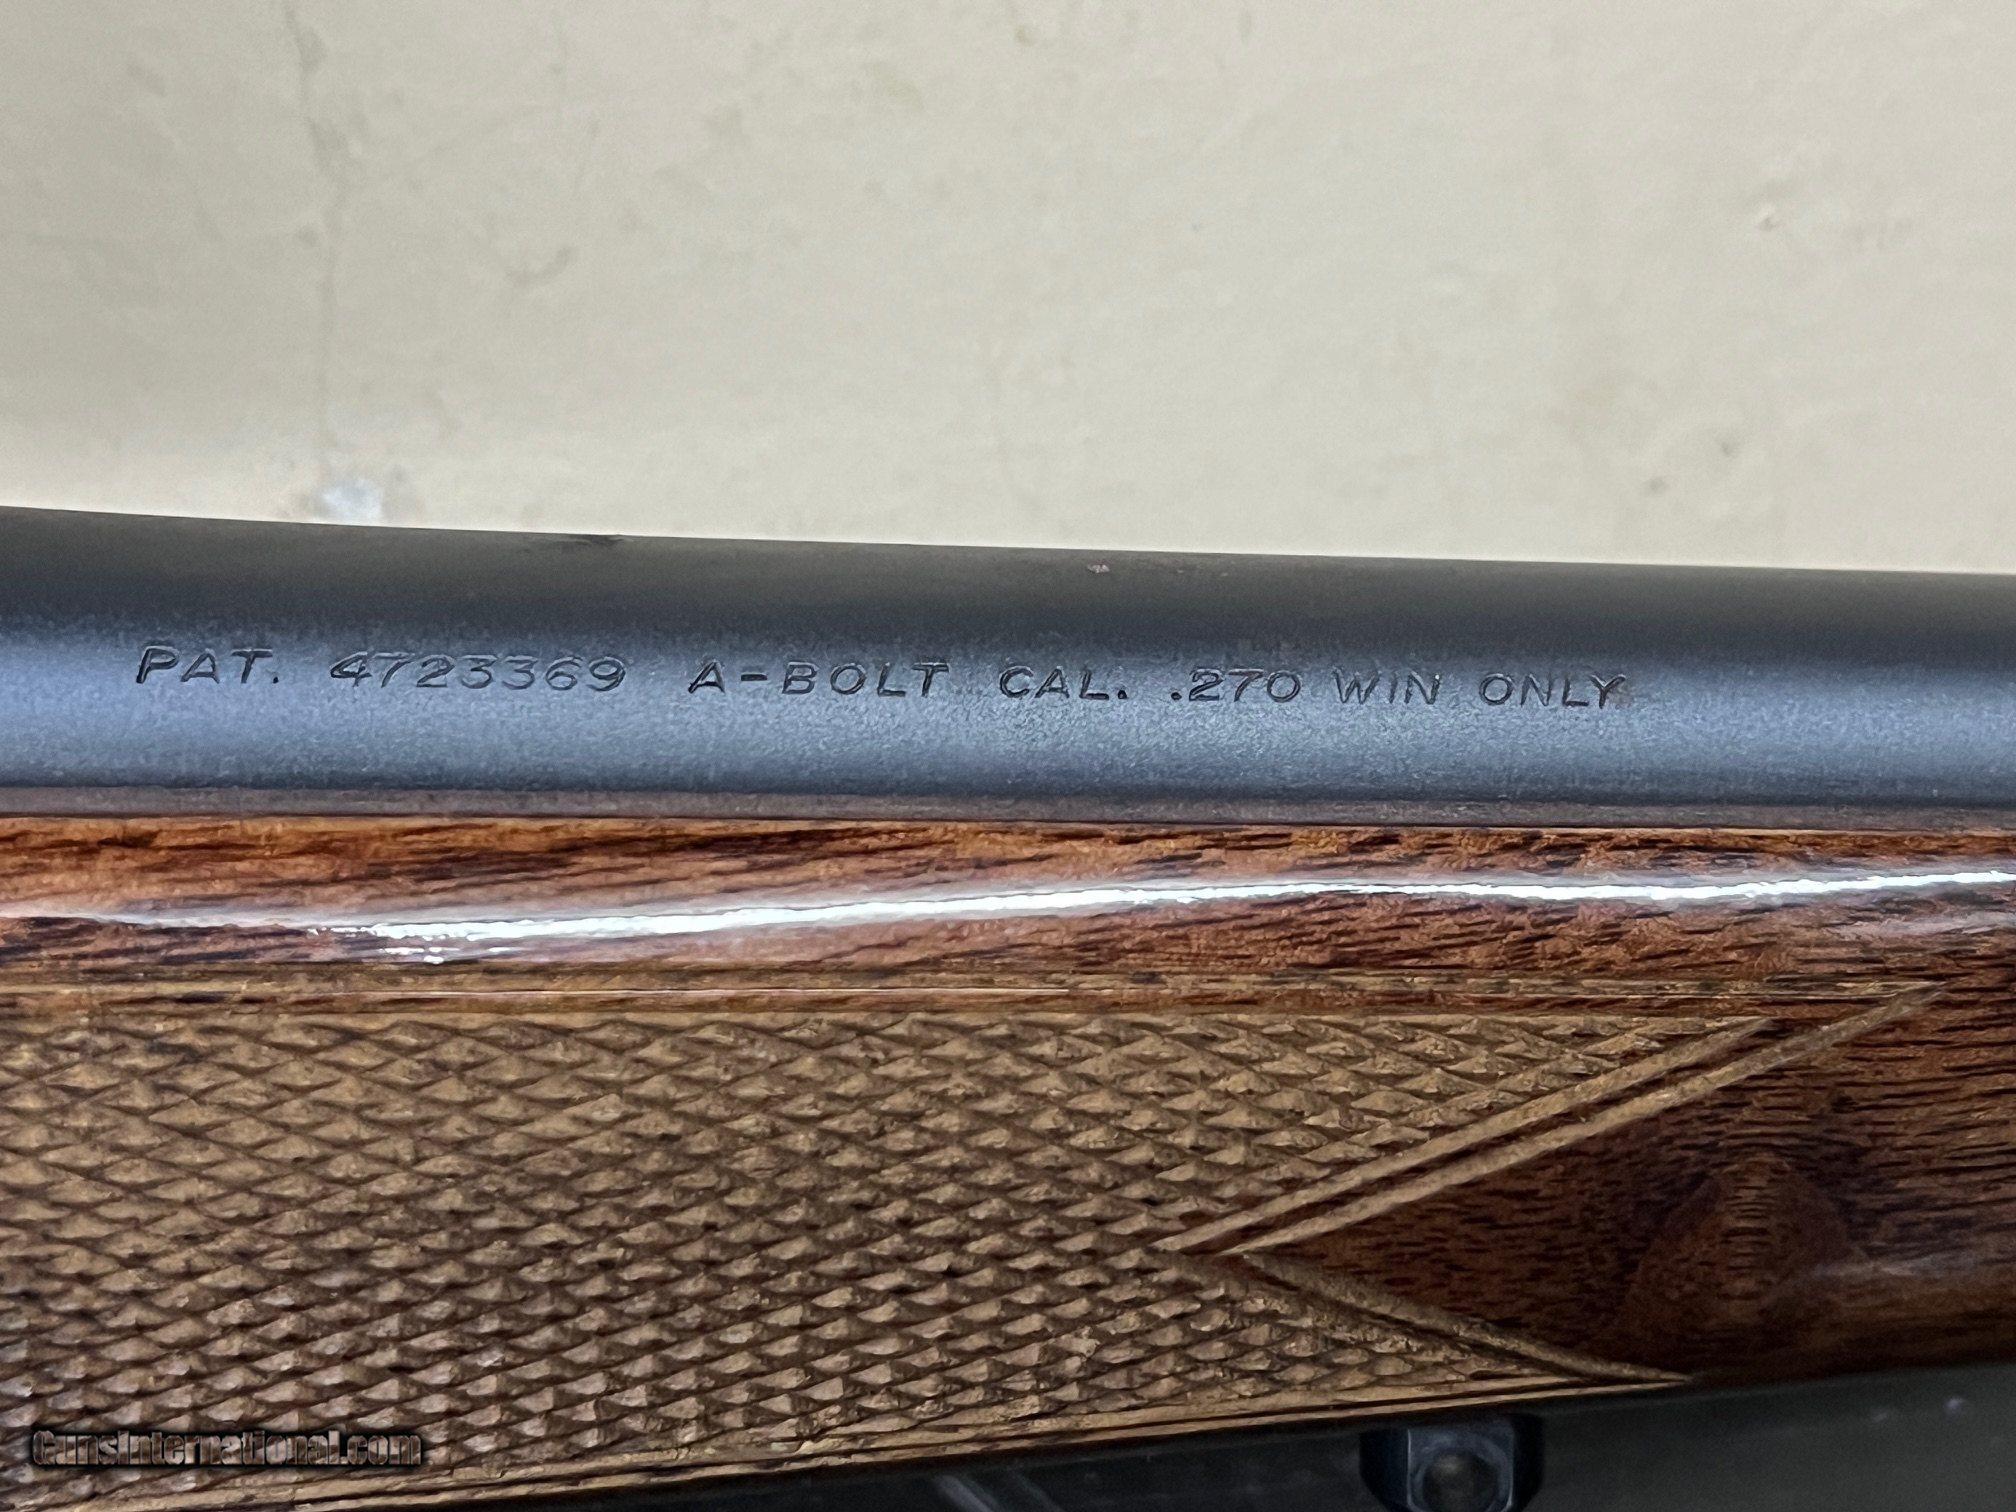 PAT. 4723369 A-BOLT CAL. .270 WIN ONLY
GunsInternational.com